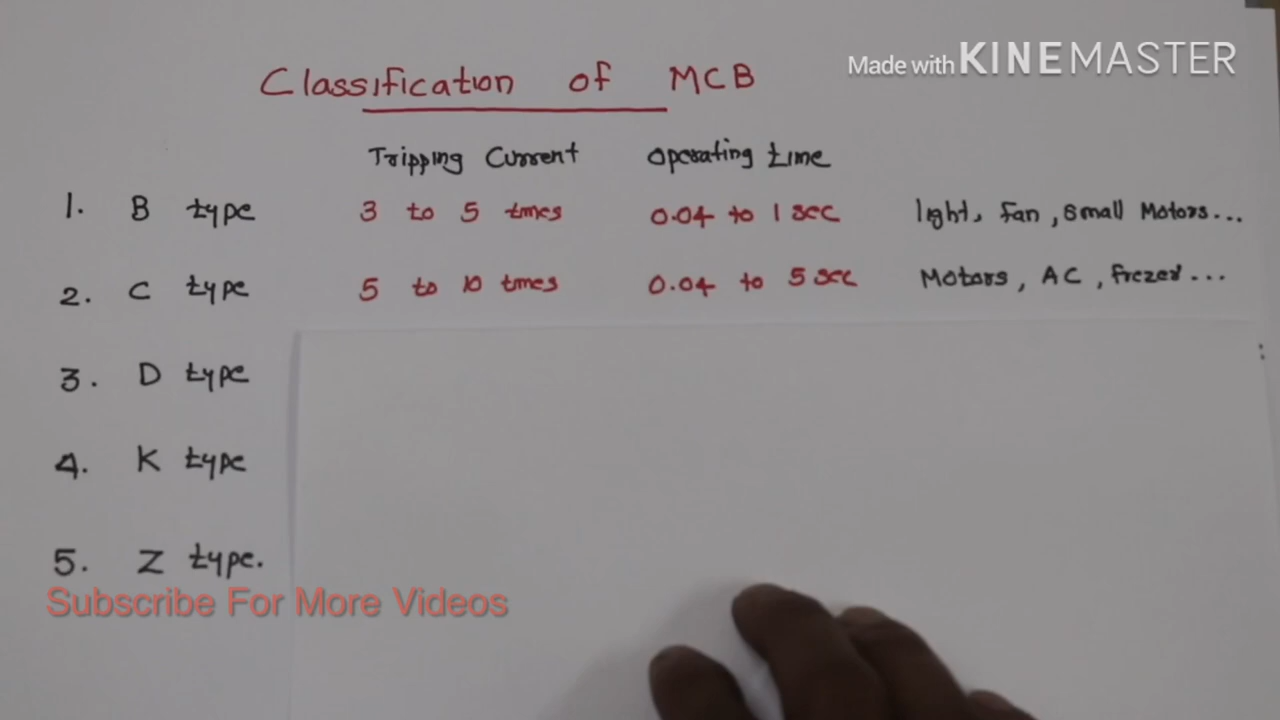 Made with KINEMASTER
Classification of MCB
Tripping Current Operating time
1. B type 3 to 5 times 0.04 to 1 sec light, Fan, small Motors...
2. C type 5 to 10 times 0.04 to 5 sec Motors, AC, Frezer...
3. D type
4. K type
5. Z type.
Subscribe For More Videos